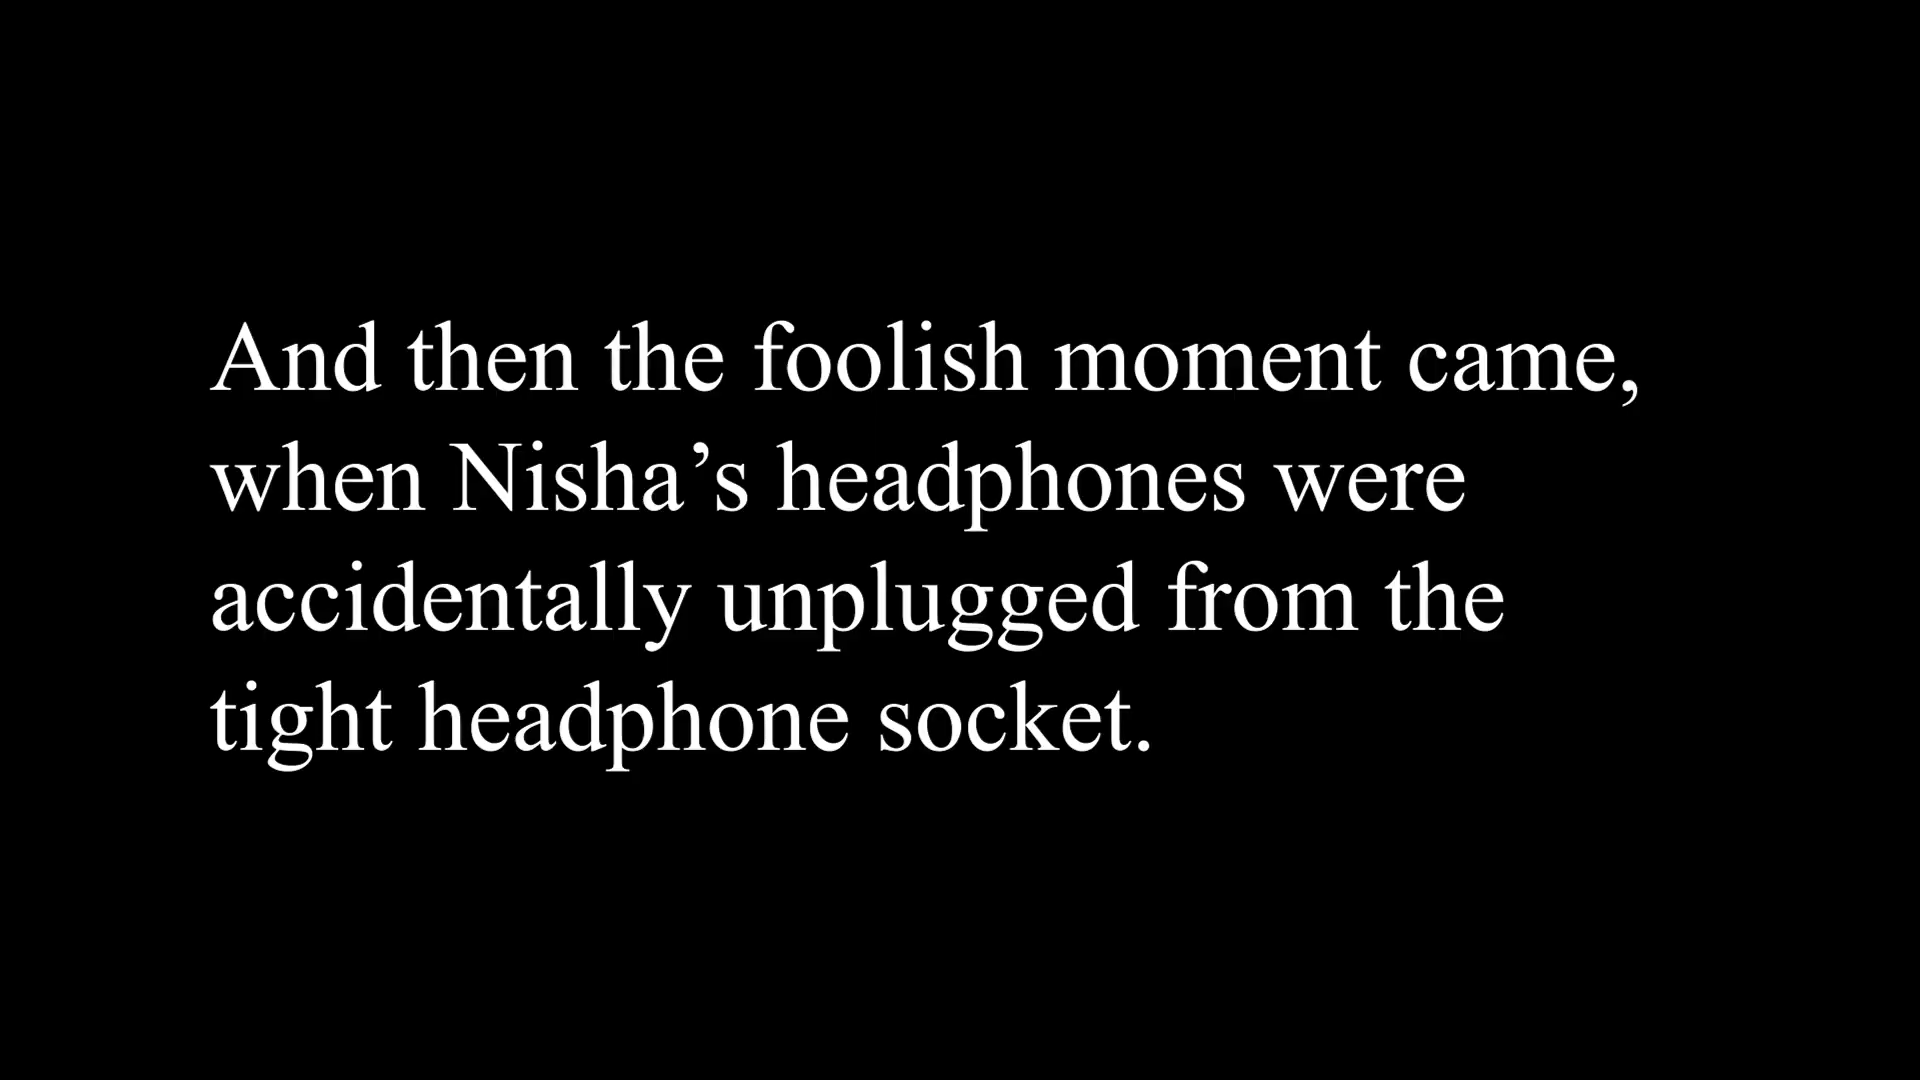 And then the foolish moment came,
when Nisha’s headphones were
accidentally unplugged from the
tight headphone socket.